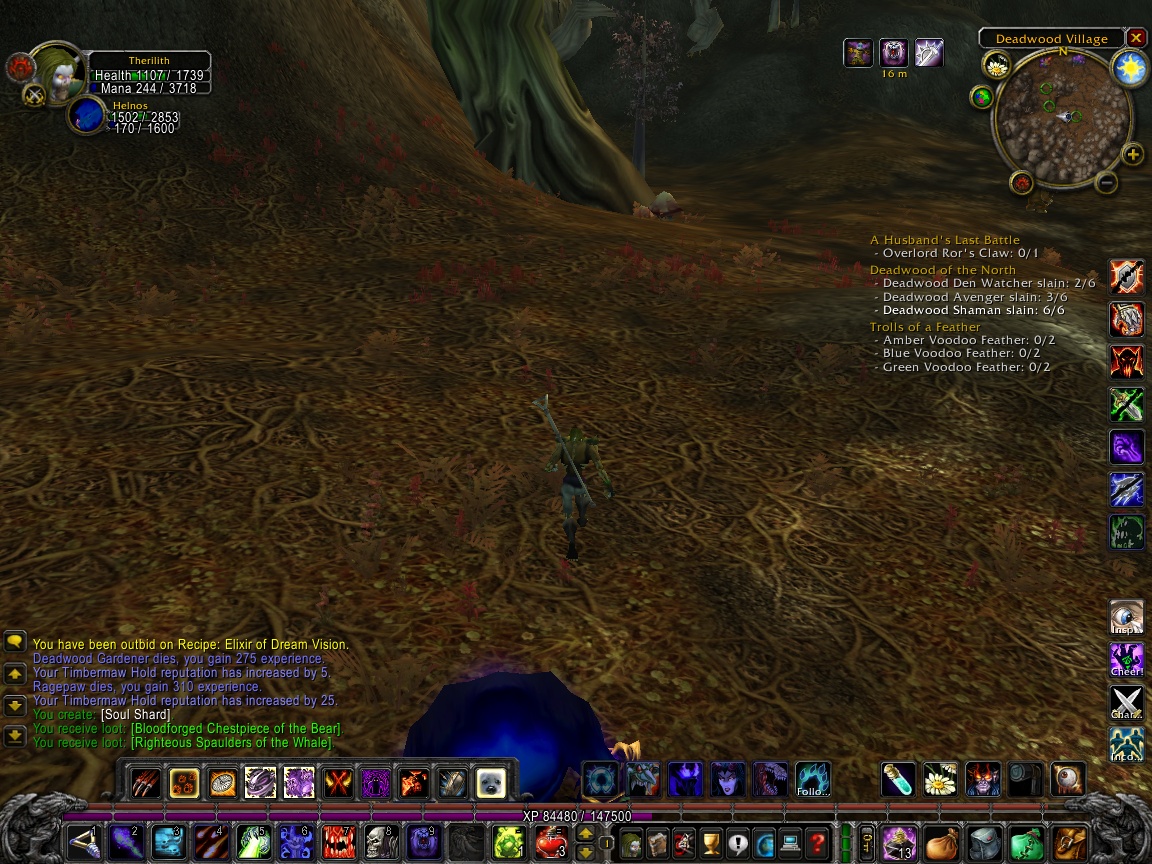 Therilith
Health 1107 / 1739
Mana 244 / 3718
Helnos
1502 / 2853
170 / 1600
16 m
Deadwood Village
N
A Husband's Last Battle
- Overlord Ror's Claw: 0/1
Deadwood of the North
- Deadwood Den Watcher slain: 2/6
- Deadwood Avenger slain: 3/6
- Deadwood Shaman slain: 6/6
Trolls of a Feather
- Amber Voodoo Feather: 0/2
- Blue Voodoo Feather: 0/2
- Green Voodoo Feather: 0/2
Cheer!
You have been outbid on Recipe: Elixir of Dream Vision.
Deadwood Gardener dies, you gain 275 experience.
Your Timbermaw Hold reputation has increased by 5.
Ragepaw dies, you gain 310 experience.
Your Timbermaw Hold reputation has increased by 25.
You create: [Soul Shard]
You receive loot: [Bloodforged Chestpiece of the Bear]
You receive loot: [Righteous Spaulders of the Whale]
Follo...
XP 84480 / 147500
1 2 3 4 5 6 7 8 9
3
1
13